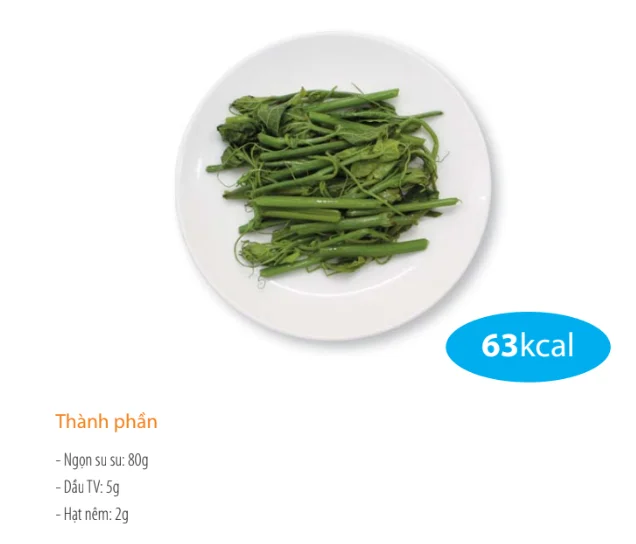 63kcal
Thành phần
- Ngọn su su: 80g
- Dầu TV: 5g
- Hạt nêm: 2g